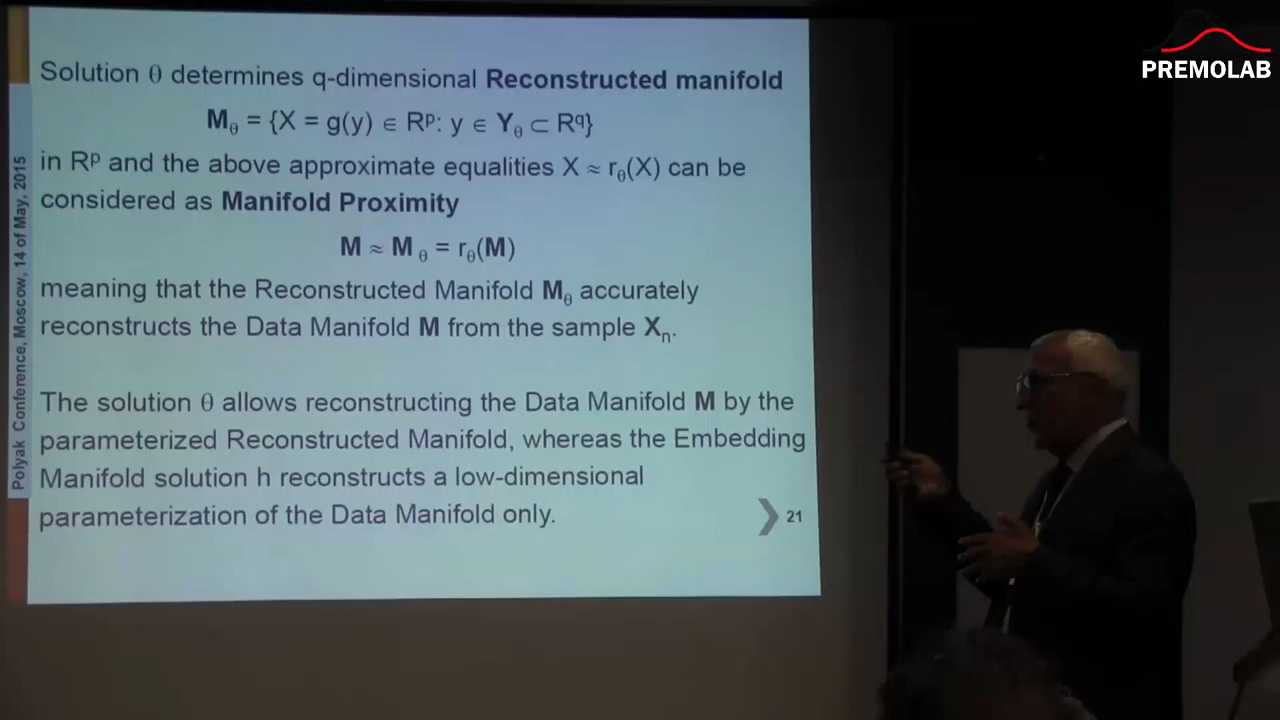 PREMOLAB
Polyak Conference, Moscow, 14 of May, 2015
Solution θ determines q-dimensional Reconstructed manifold
Mθ = {X = g(y) ∈ Rᵖ: y ∈ Yθ ⊂ R^q}
in Rᵖ and the above approximate equalities X ≈ rθ(X) can be
considered as Manifold Proximity
M ≈ M θ = rθ(M)
meaning that the Reconstructed Manifold Mθ accurately
reconstructs the Data Manifold M from the sample Xₙ.
The solution θ allows reconstructing the Data Manifold M by the
parameterized Reconstructed Manifold, whereas the Embedding
Manifold solution h reconstructs a low-dimensional
parameterization of the Data Manifold only.
21